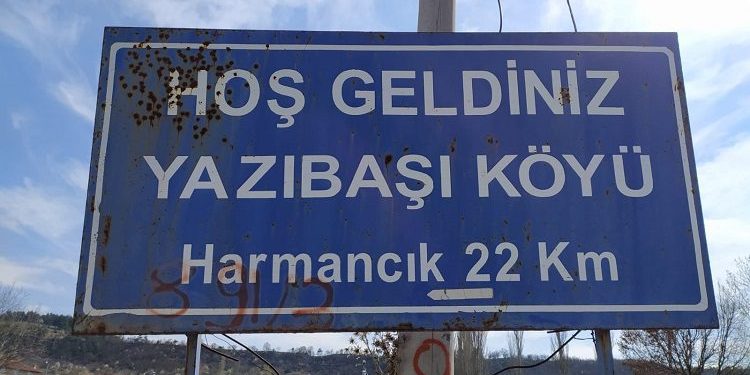 HOŞ GELDİNİZ
YAZIBAŞI KÖYÜ
Harmancık 22 Km